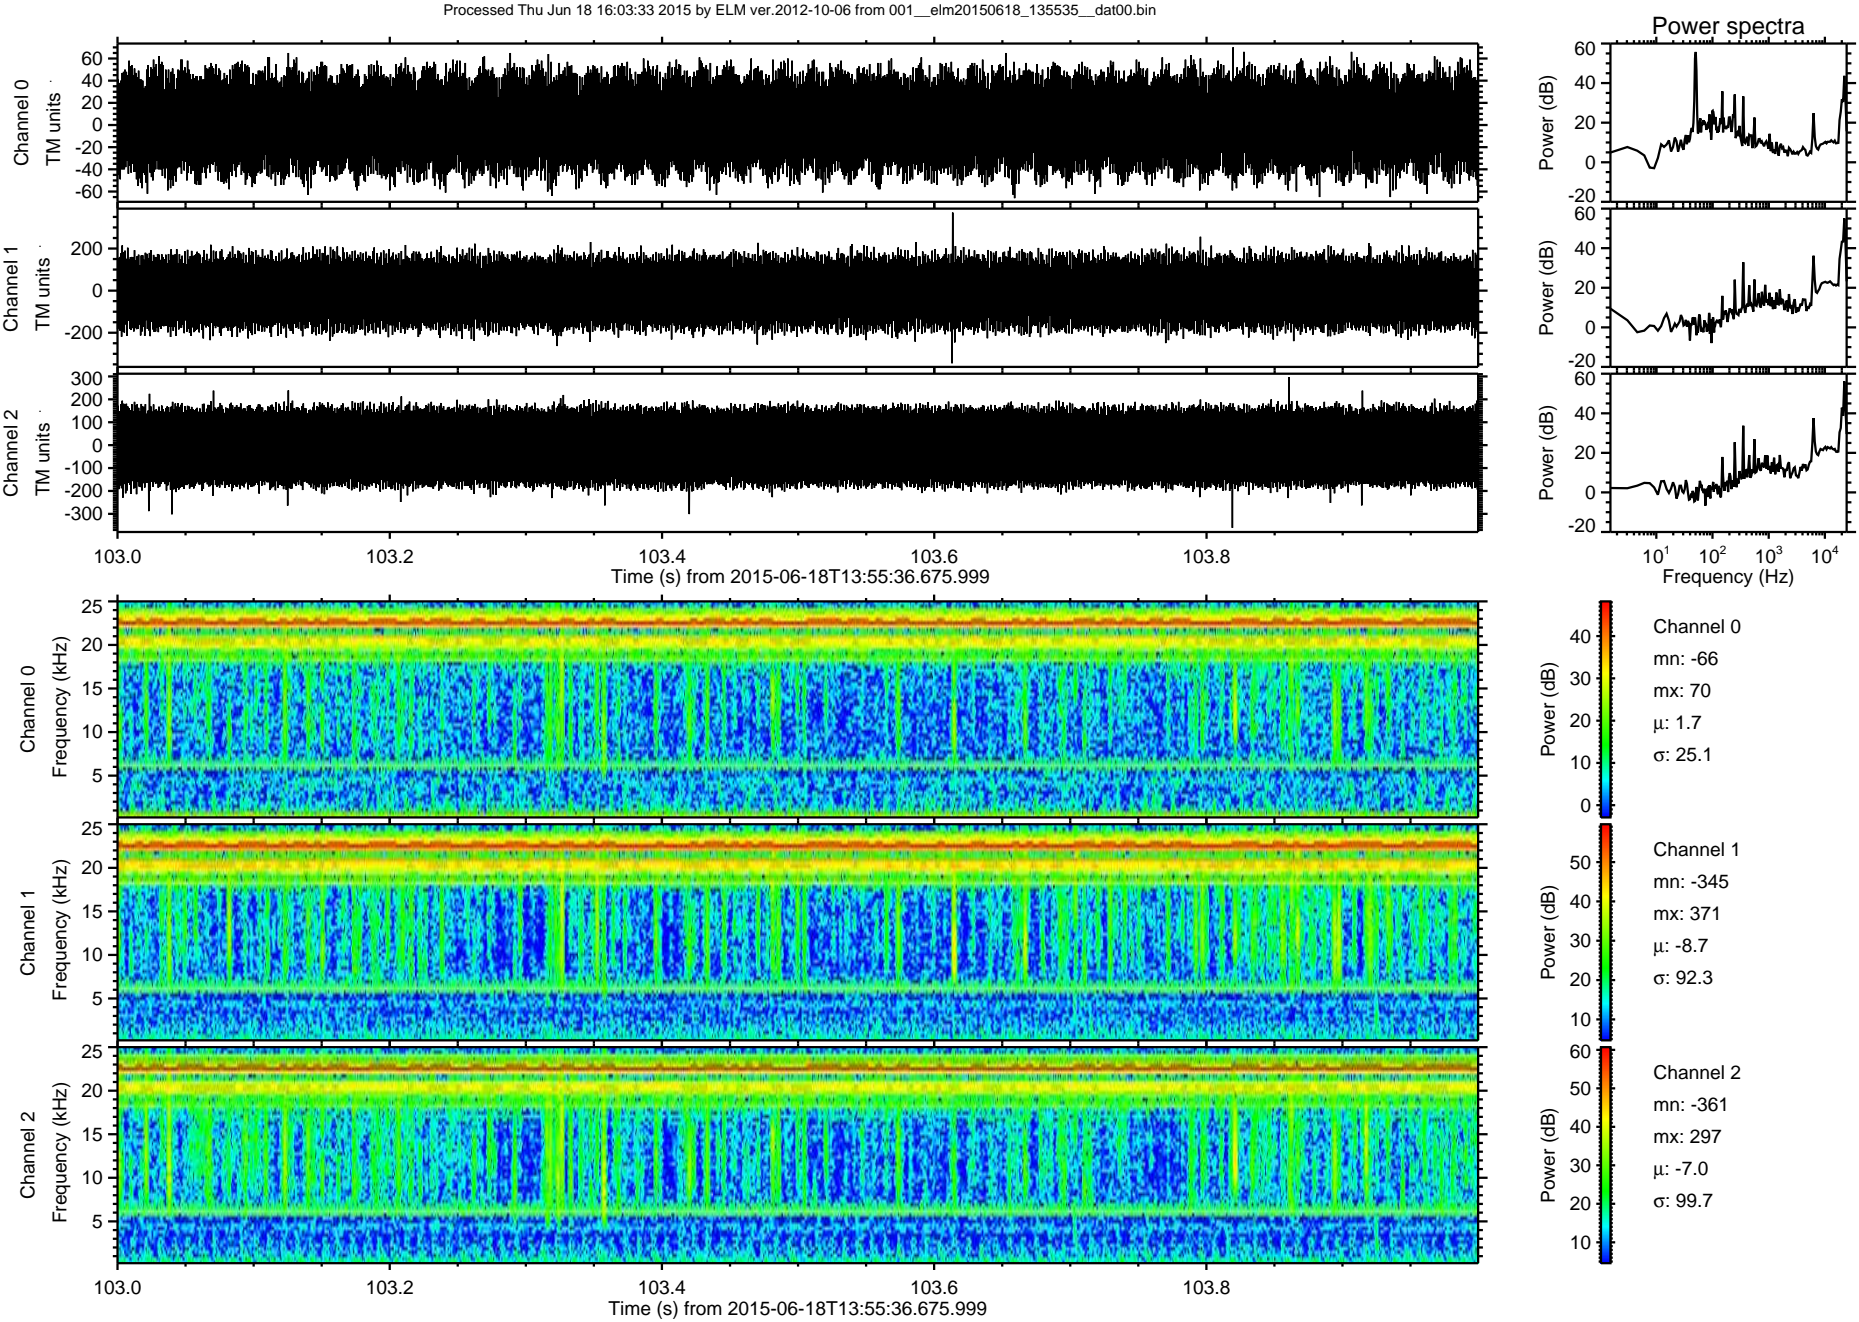 Processed Thu Jun 18 16:03:33 2015 by ELM ver.2012-10-06 from 001__elm20150618_135535__dat00.bin
Power spectra
Channel 0
TM units
60
40
20
0
-20
-40
-60
Power (dB)
60
40
20
0
-20
Channel 1
TM units
200
0
-200
Power (dB)
60
40
20
0
-20
Channel 2
TM units
300
200
100
0
-100
-200
-300
Power (dB)
60
40
20
0
-20
103.0 103.2 103.4 103.6 103.8
Time (s) from 2015-06-18T13:55:36.675.999
10^1 10^2 10^3 10^4
Frequency (Hz)
Channel 0
Frequency (kHz)
25
20
15
10
5
Power (dB)
40
30
20
10
0
Channel 0
mn: -66
mx: 70
μ: 1.7
σ: 25.1
Channel 1
Frequency (kHz)
25
20
15
10
5
Power (dB)
50
40
30
20
10
Channel 1
mn: -345
mx: 371
μ: -8.7
σ: 92.3
Channel 2
Frequency (kHz)
25
20
15
10
5
Power (dB)
60
50
40
30
20
10
Channel 2
mn: -361
mx: 297
μ: -7.0
σ: 99.7
103.0 103.2 103.4 103.6 103.8
Time (s) from 2015-06-18T13:55:36.675.999